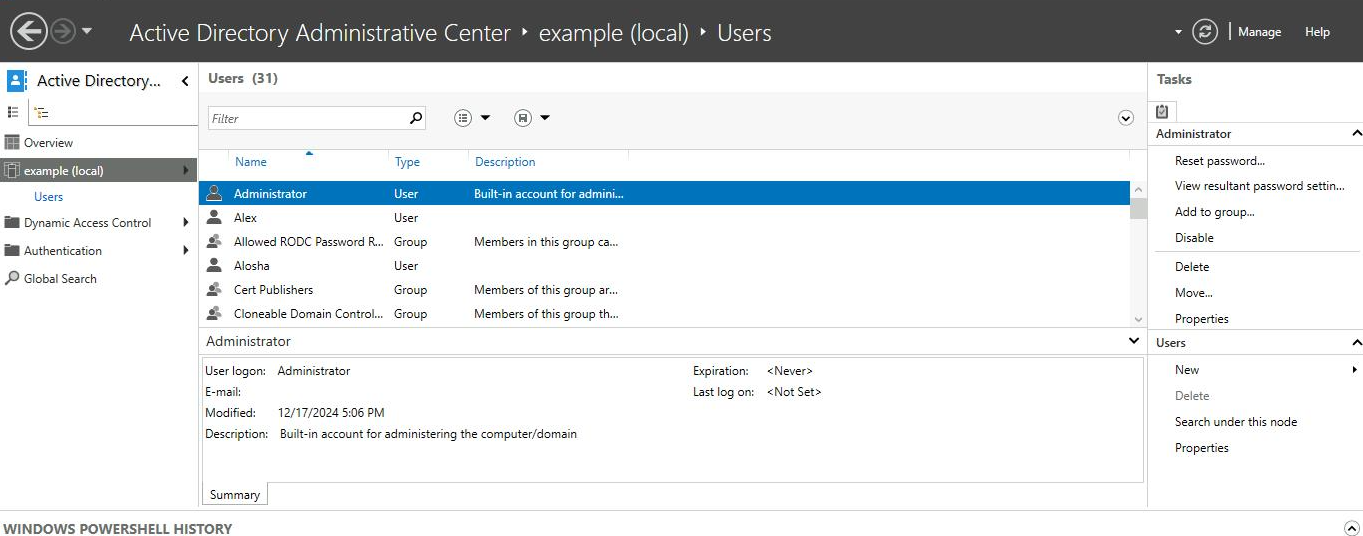 Active Directory Administrative Center • example (local) • Users
Manage
Help
Active Directory...
Overview
example (local)
Users
Dynamic Access Control
Authentication
Global Search
Users (31)
Filter
Name Type Description
Administrator User Built-in account for admini...
Alex User
Allowed RODC Password R... Group Members in this group ca...
Alosha User
Cert Publishers Group Members of this group ar...
Cloneable Domain Control... Group Members of this group th...
Administrator
User logon: Administrator Expiration: <Never>
E-mail: Last log on: <Not Set>
Modified: 12/17/2024 5:06 PM
Description: Built-in account for administering the computer/domain
Summary
Tasks
Administrator
Reset password...
View resultant password settin...
Add to group...
Disable
Delete
Move...
Properties
Users
New
Delete
Search under this node
Properties
WINDOWS POWERSHELL HISTORY